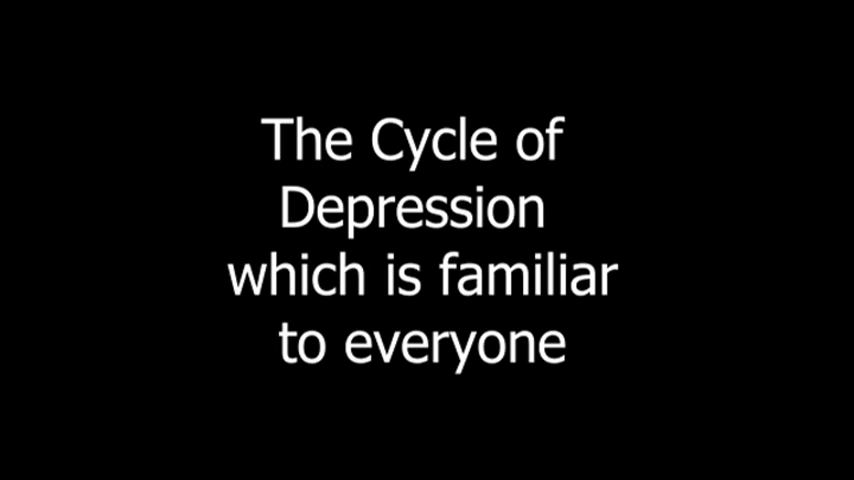 The Cycle of
Depression
which is familiar
to everyone